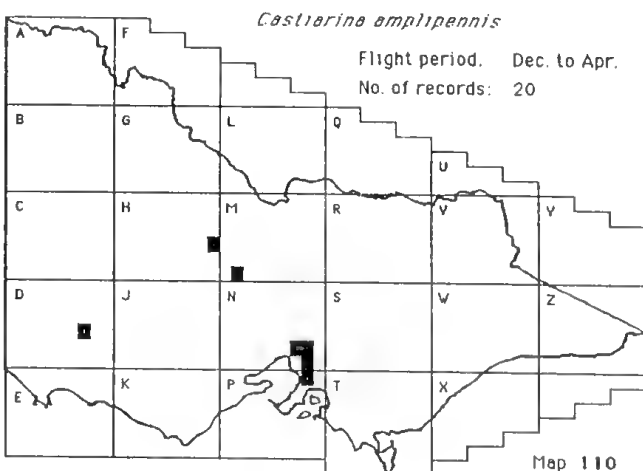 Castiarina amplipennis
Flight period. Dec. to Apr.
No. of records: 20
A F
B G L Q
U
C H M R V Y
D J N S W Z
E K P T X
Map 110